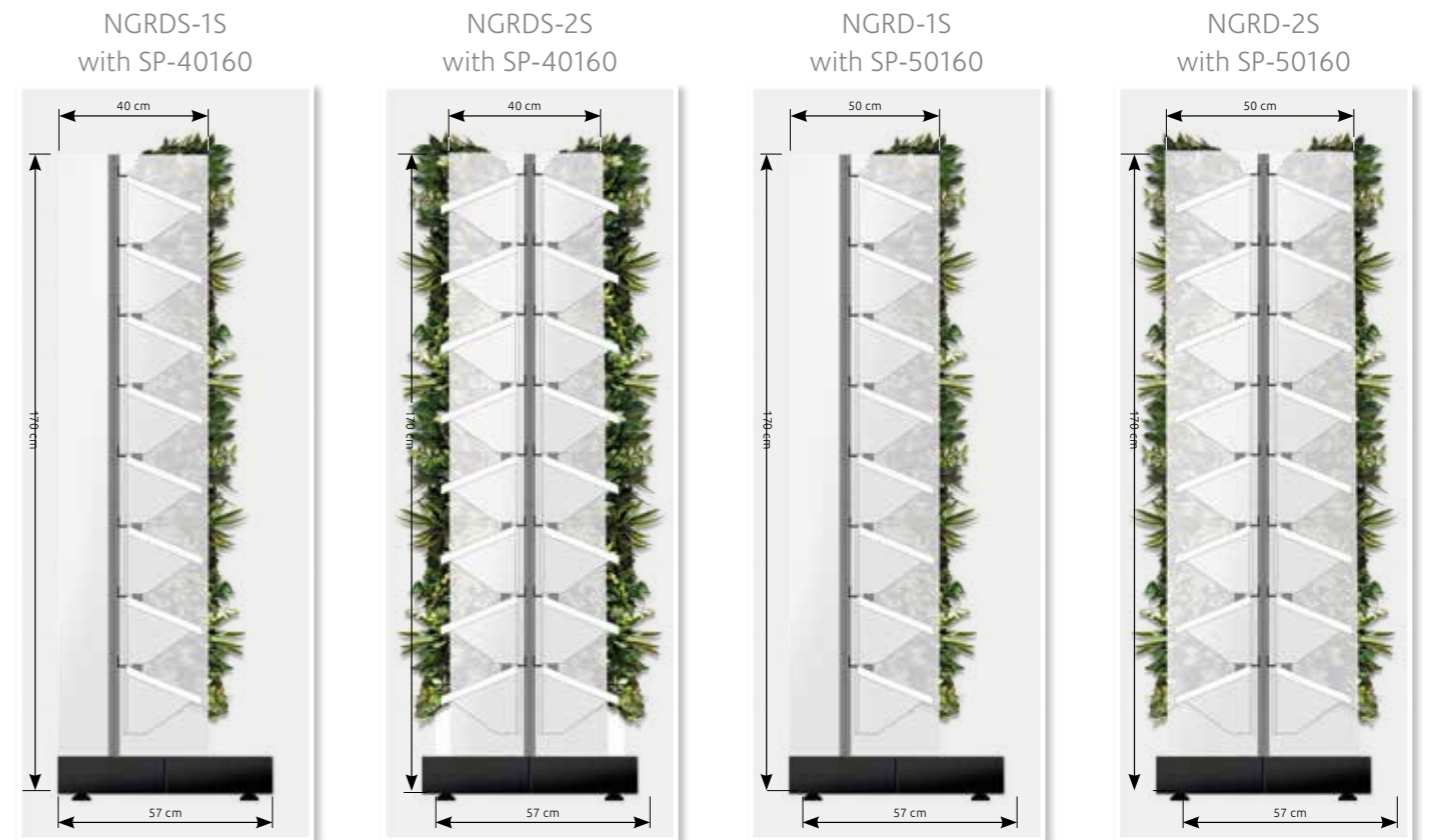 NGRDS-1S
with SP-40160
40 cm
170 cm
57 cm
NGRDS-2S
with SP-40160
40 cm
170 cm
57 cm
NGRD-1S
with SP-50160
50 cm
170 cm
57 cm
NGRD-2S
with SP-50160
50 cm
170 cm
57 cm